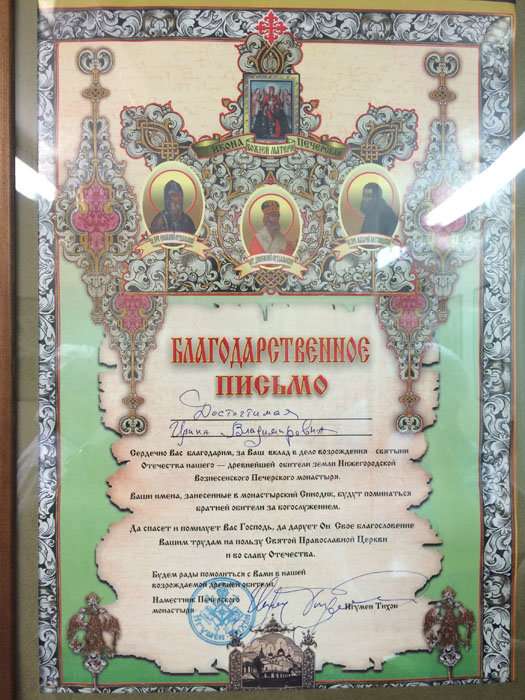 ИКОНА БОЖЕЙ МАТЕРИ ПЕЧЕРСКАЯ
БЛАГОДАРСТВЕННОЕ
ПИСЬМО
Досточтимая
Ирина Владимировна
Сердечно Вас благодарим, за Ваш вклад в дело возрождения святыни
Отечества нашего — древнейшей обители земли Нижегородской
Вознесенского Печерского монастыря.
Ваши имена, занесенные в монастырский Синодик, будут поминаться
братией обители за богослужением.
Да спасет и помилует Вас Господь, да дарует Он Свое благословение
Вашим трудам на пользу Святой Православной Церкви
и во славу Отечества.
Будем рады помолиться с Вами в нашей
возрождаемой древней обители.
Наместник Печерского
монастыря
Игумен Тихон